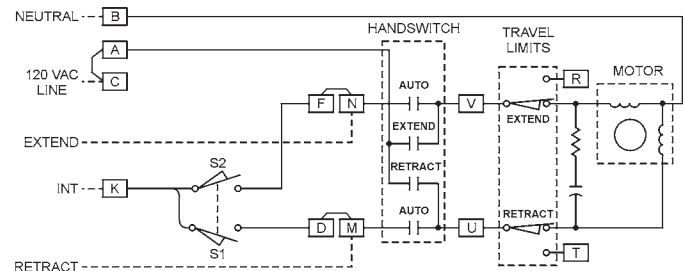 NEUTRAL B
HANDSWITCH
TRAVEL
LIMITS
A
R
MOTOR
120 VAC
LINE
C
AUTO
F N
V
EXTEND
EXTEND
EXTEND
S2
RETRACT
INT K
AUTO
RETRACT
D M
U
S1
T
RETRACT